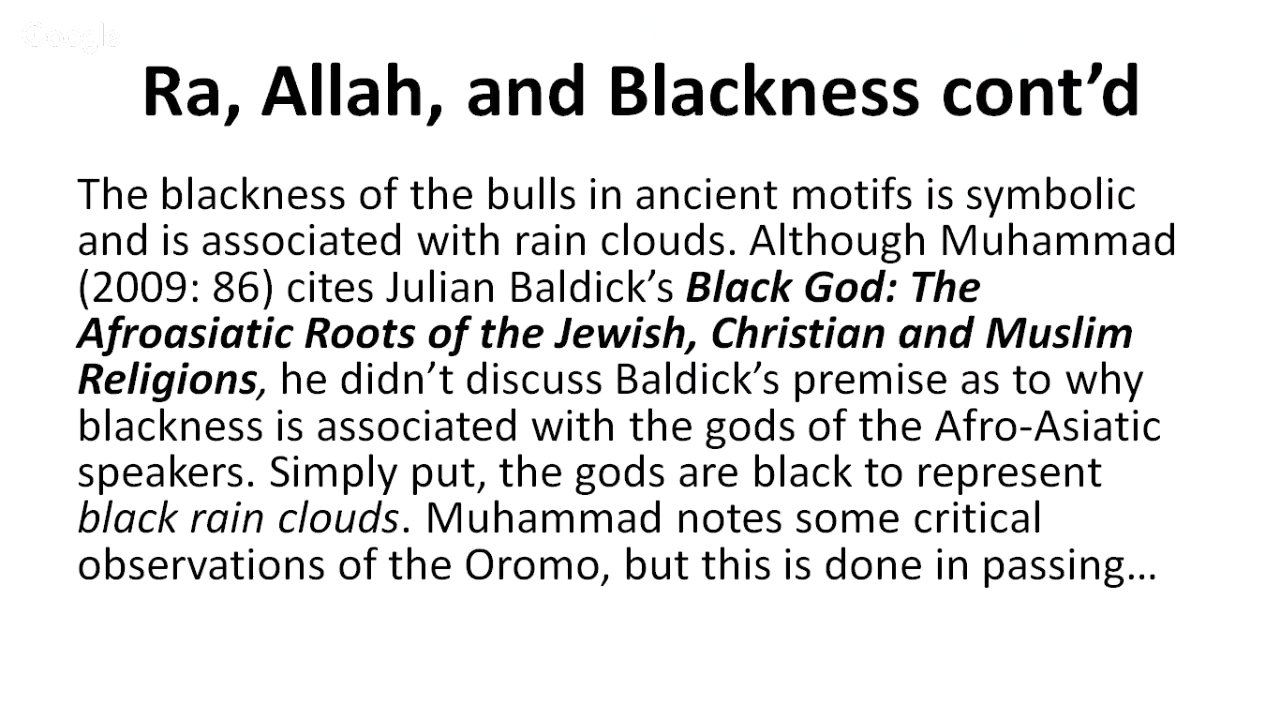 Google
Ra, Allah, and Blackness cont’d
The blackness of the bulls in ancient motifs is symbolic
and is associated with rain clouds. Although Muhammad
(2009: 86) cites Julian Baldick’s Black God: The
Afroasiatic Roots of the Jewish, Christian and Muslim
Religions, he didn’t discuss Baldick’s premise as to why
blackness is associated with the gods of the Afro-Asiatic
speakers. Simply put, the gods are black to represent
black rain clouds. Muhammad notes some critical
observations of the Oromo, but this is done in passing…